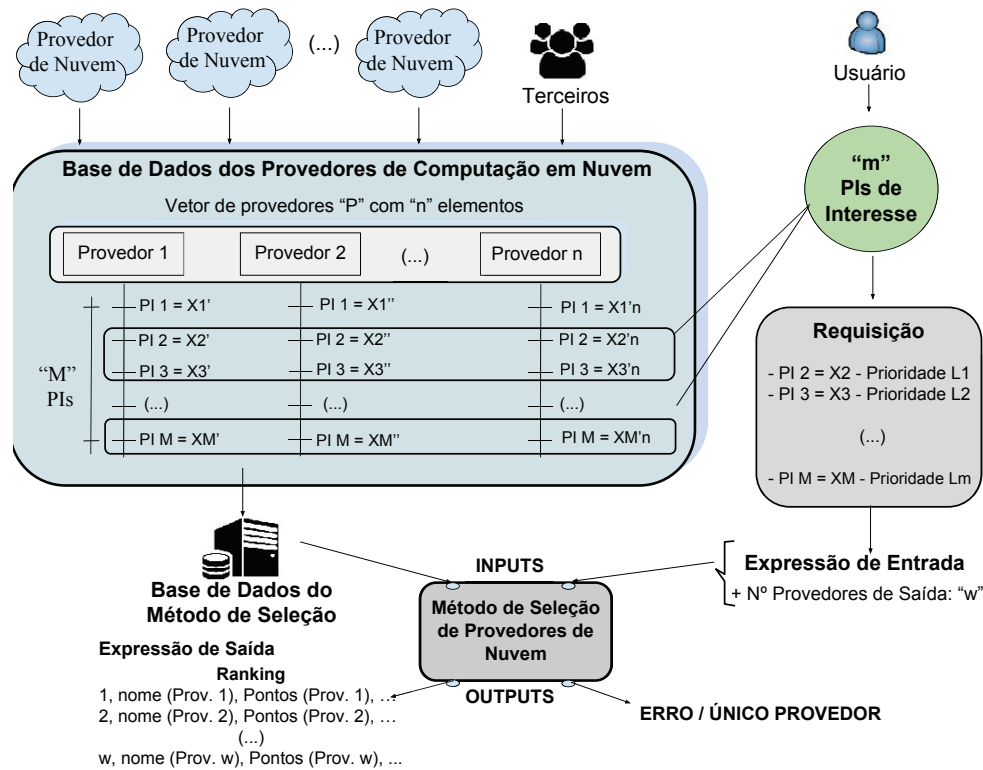 Provedor
de Nuvem
Provedor
de Nuvem
(...)
Provedor
de Nuvem
Terceiros
Usuário
Base de Dados dos Provedores de Computação em Nuvem
Vetor de provedores “P” com “n” elementos
Provedor 1
Provedor 2
(...)
Provedor n
“M”
PIs
PI 1 = X1'
PI 1 = X1''
PI 1 = X1'n
PI 2 = X2'
PI 2 = X2''
PI 2 = X2'n
PI 3 = X3'
PI 3 = X3''
PI 3 = X3'n
(...)
(...)
(...)
PI M = XM'
PI M = XM''
PI M = XM'n
“m”
PIs de
Interesse
Requisição
- PI 2 = X2 - Prioridade L1
- PI 3 = X3 - Prioridade L2
(...)
- PI M = XM - Prioridade Lm
Expressão de Entrada
+ Nº Provedores de Saída: “w”
Base de Dados do
Método de Seleção
INPUTS
Método de Seleção
de Provedores de
Nuvem
OUTPUTS
Expressão de Saída
Ranking
1, nome (Prov. 1), Pontos (Prov. 1), ...
2, nome (Prov. 2), Pontos (Prov. 2), ...
(...)
w, nome (Prov. w), Pontos (Prov. w), ...
ERRO / ÚNICO PROVEDOR